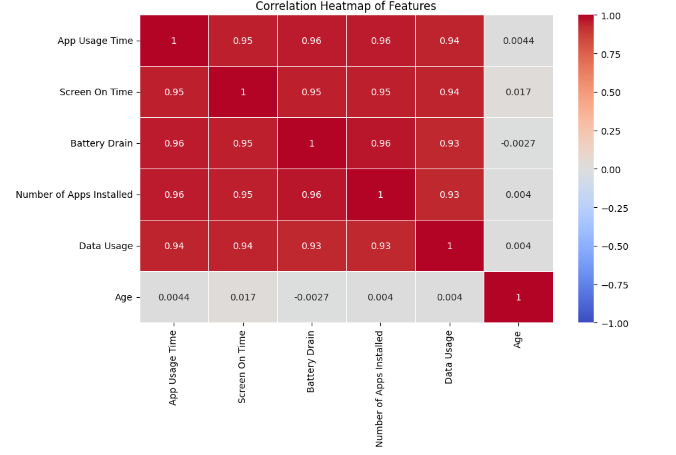 Correlation Heatmap of Features
App Usage Time 1 0.95 0.96 0.96 0.94 0.0044
Screen On Time 0.95 1 0.95 0.95 0.94 0.017
Battery Drain 0.96 0.95 1 0.96 0.93 -0.0027
Number of Apps Installed 0.96 0.95 0.96 1 0.93 0.004
Data Usage 0.94 0.94 0.93 0.93 1 0.004
Age 0.0044 0.017 -0.0027 0.004 0.004 1
App Usage Time
Screen On Time
Battery Drain
Number of Apps Installed
Data Usage
Age
1.00
0.75
0.50
0.25
0.00
−0.25
−0.50
−0.75
−1.00